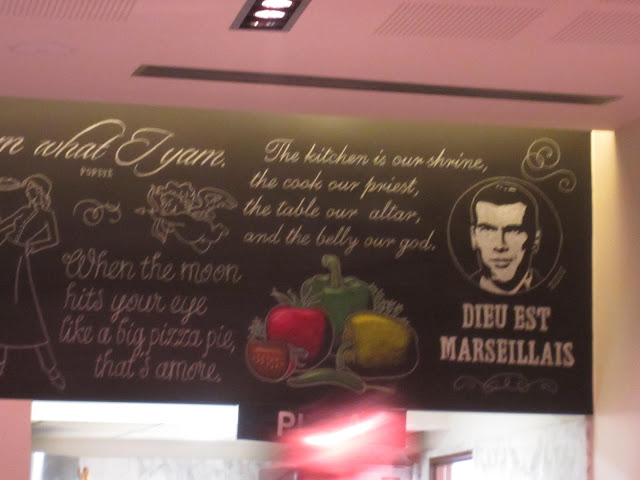 what I yam.
POPEYE
When the moon
hits your eye
like a big pizza pie,
that's amore.
The kitchen is our shrine,
the cook our priest,
the table our altar,
and the belly our god.
DIEU EST
MARSEILLAIS